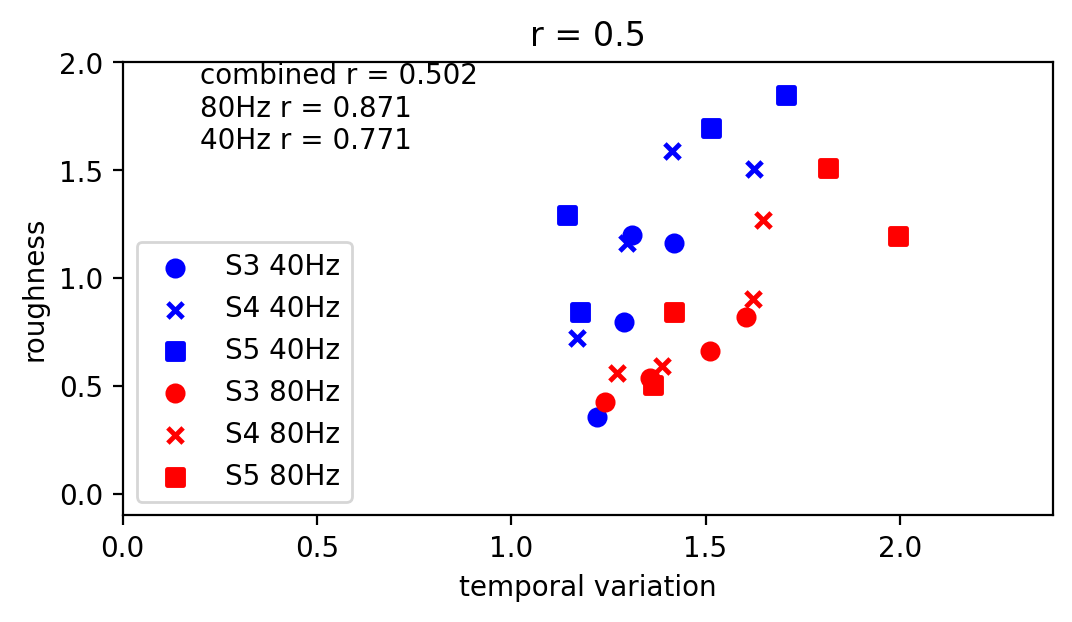 r = 0.5
combined r = 0.502
80Hz r = 0.871
40Hz r = 0.771
2.0
1.5
1.0
0.5
0.0
roughness
S3 40Hz
S4 40Hz
S5 40Hz
S3 80Hz
S4 80Hz
S5 80Hz
0.0 0.5 1.0 1.5 2.0
temporal variation